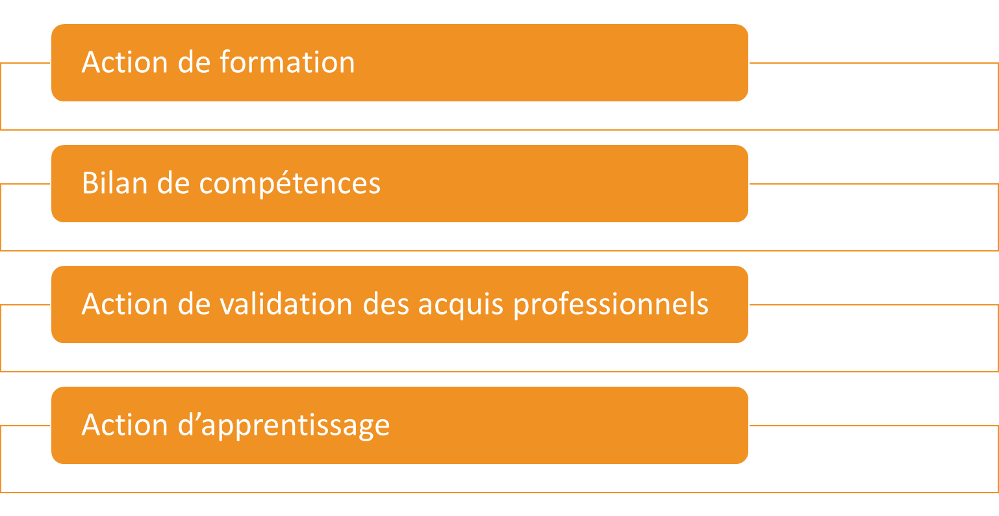 Action de formation
Bilan de compétences
Action de validation des acquis professionnels
Action d’apprentissage